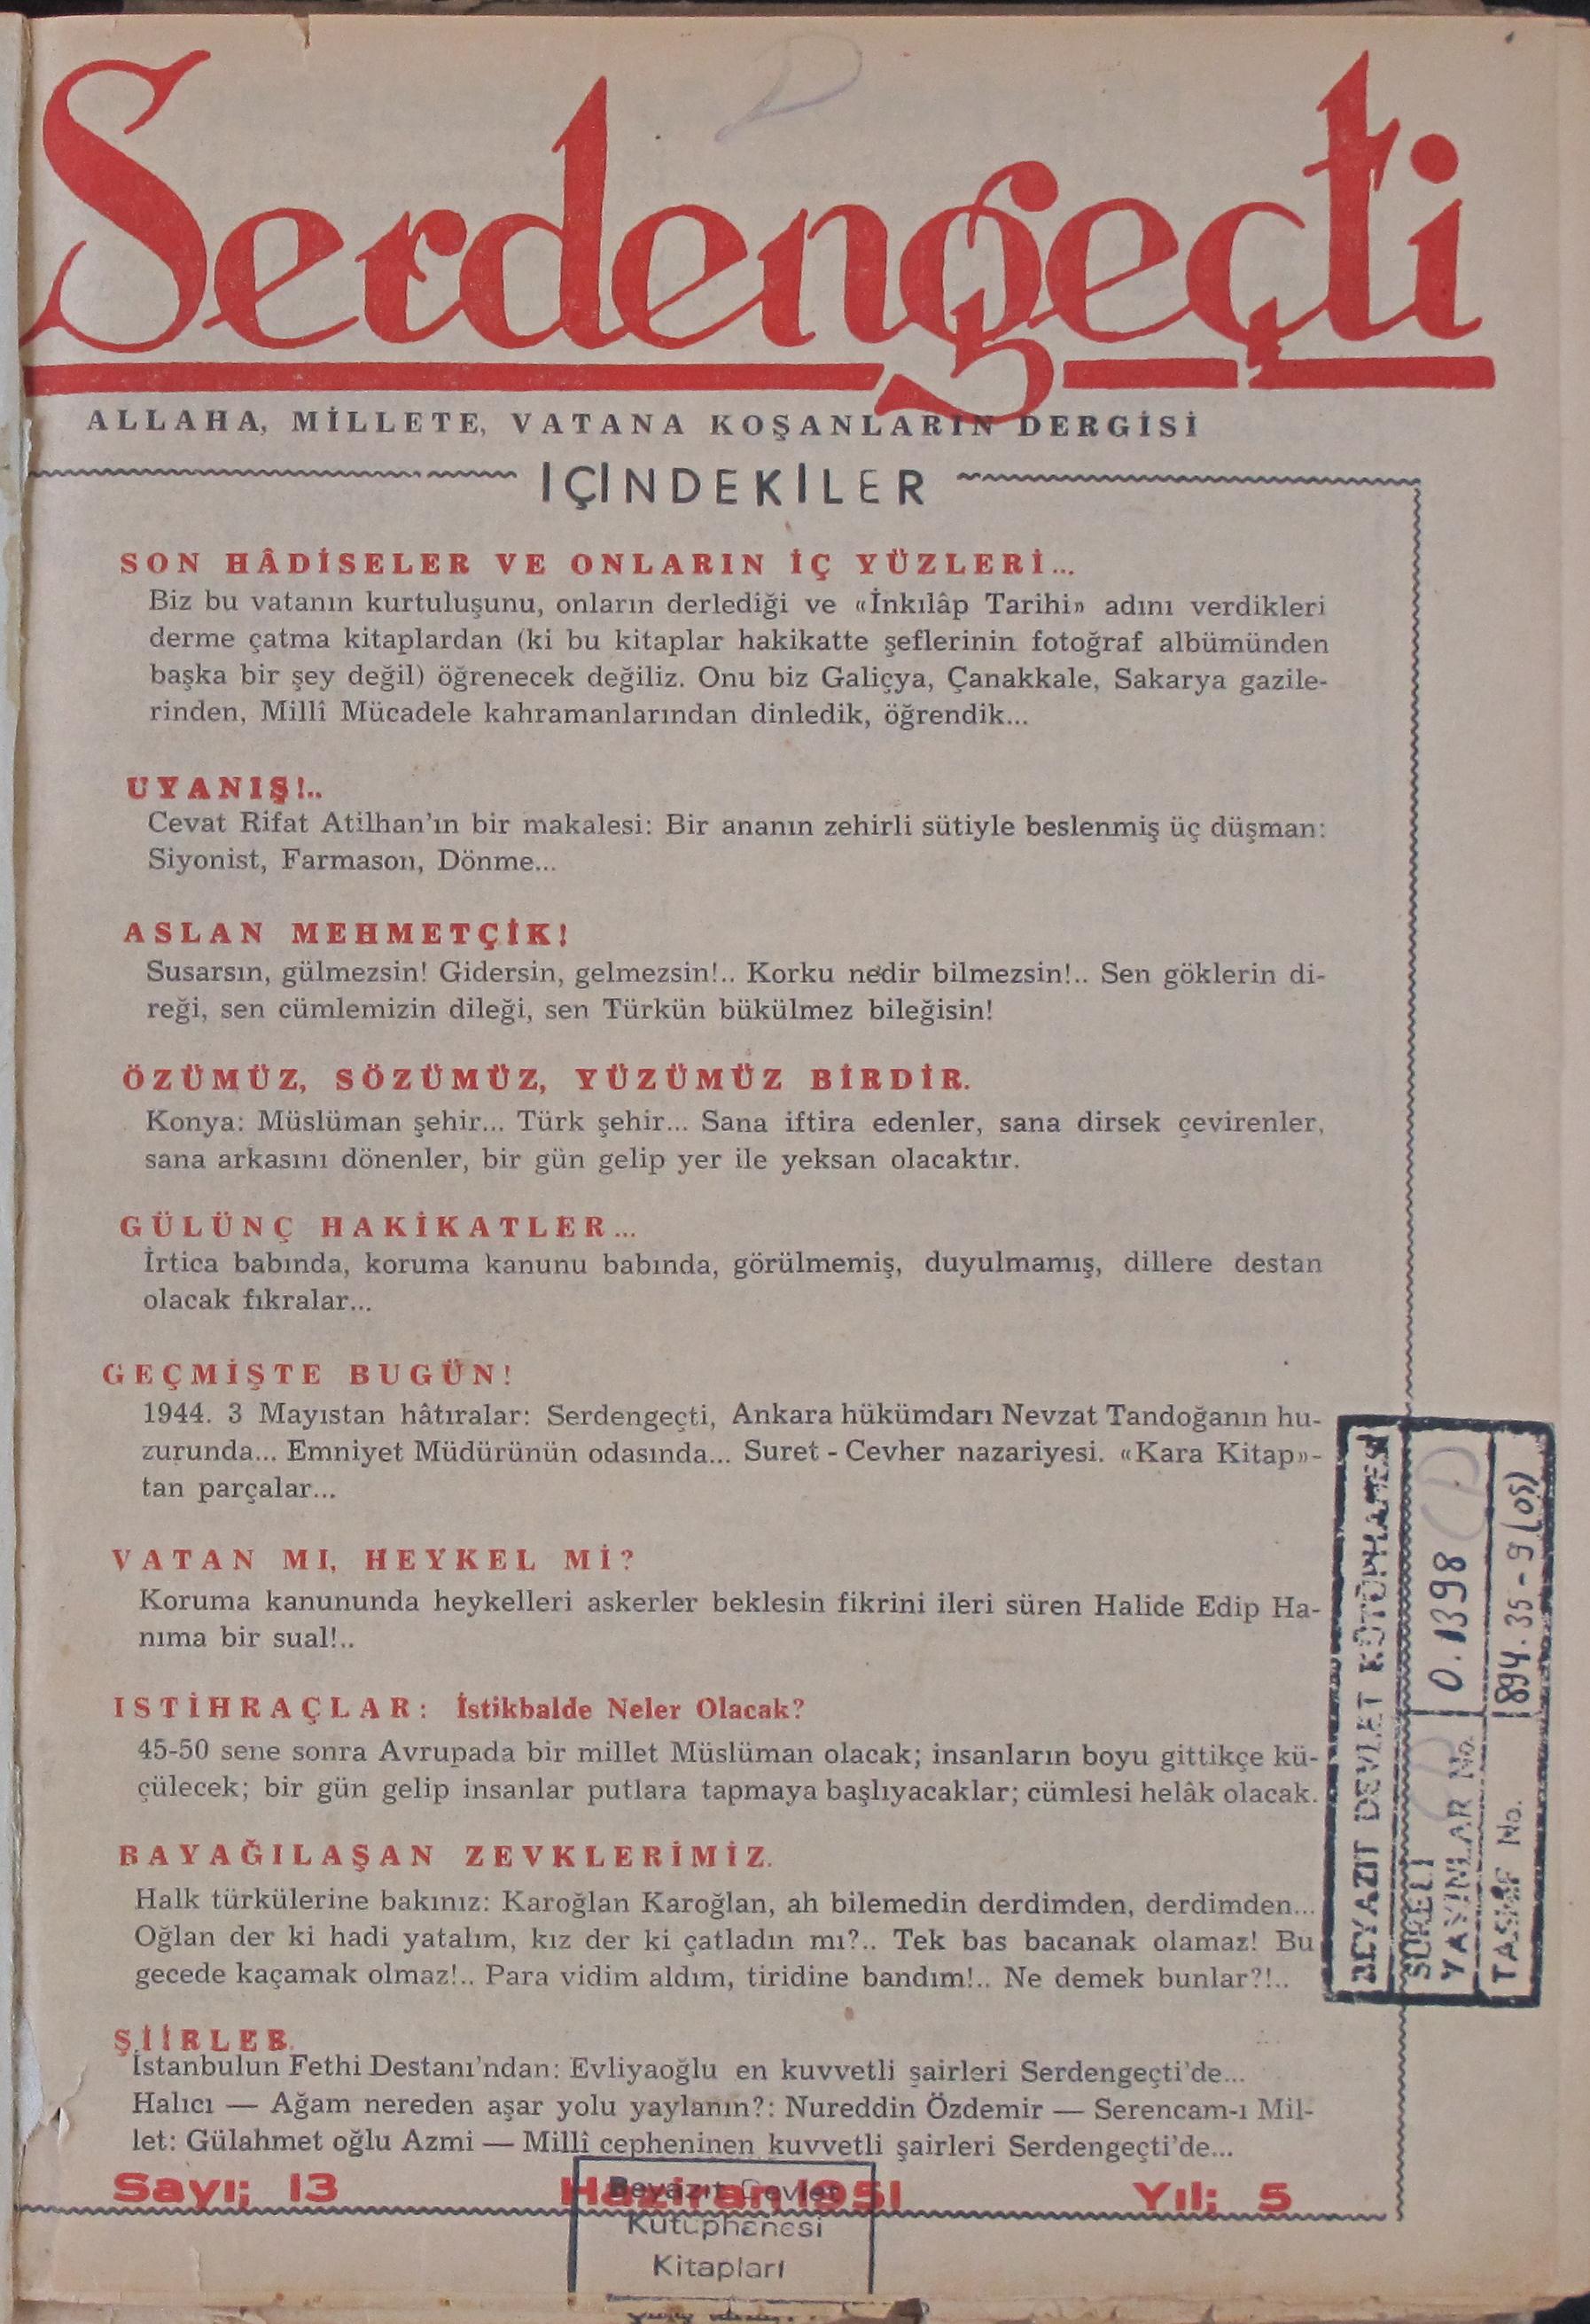 Serdengeçti
ALLAHA, MİLLETE, VATANA KOŞANLARIN DERGİSİ
İÇİNDEKİLER
SON HÂDİSELER VE ONLARIN İÇ YÜZLERİ...
Biz bu vatanın kurtuluşunu, onların derlediği ve «İnkılâp Tarihi» adını verdikleri
derme çatma kitaplardan (ki bu kitaplar hakikatte şeflerinin fotoğraf albümünden
başka bir şey değil) öğrenecek değiliz. Onu biz Galiçya, Çanakkale, Sakarya gazile-
rinden, Millî Mücadele kahramanlarından dinledik, öğrendik...
UYANIŞ!..
Cevat Rifat Atilhan'ın bir makalesi: Bir ananın zehirli sütiyle beslenmiş üç düşman:
Siyonist, Farmason, Dönme...
ASLAN MEHMETÇİK!
Susarsın, gülmezsin! Gidersin, gelmezsin!.. Korku nedir bilmezsin!.. Sen göklerin di-
reği, sen cümlemizin dileği, sen Türkün bükülmez bileğisin!
ÖZÜMÜZ, SÖZÜMÜZ, YÜZÜMÜZ BİRDİR.
Konya: Müslüman şehir... Türk şehir... Sana iftira edenler, sana dirsek çevirenler,
sana arkasını dönenler, bir gün gelip yer ile yeksan olacaktır.
GÜLÜNÇ HAKİKATLER...
İrtica babında, koruma kanunu babında, görülmemiş, duyulmamış, dillere destan
olacak fıkralar...
GEÇMİŞTE BUGÜN!
1944. 3 Mayıstan hâtıralar: Serdengeçti, Ankara hükümdarı Nevzat Tandoğanın hu-
zurunda... Emniyet Müdürünün odasında... Suret - Cevher nazariyesi. «Kara Kitap»-
tan parçalar...
VATAN MI, HEYKEL Mİ?
Koruma kanununda heykelleri askerler beklesin fikrini ileri süren Halide Edip Ha-
nıma bir sual!..
ISTİHRAÇLAR: İstikbalde Neler Olacak?
45-50 sene sonra Avrupada bir millet Müslüman olacak; insanların boyu gittikçe kü-
çülecek; bir gün gelip insanlar putlara tapmaya başlıyacaklar; cümlesi helâk olacak.
BAYAĞILAŞAN ZEVKLERİMİZ.
Halk türkülerine bakınız: Karoğlan Karoğlan, ah bilemedin derdimden, derdimden...
Oğlan der ki hadi yatalım, kız der ki çatladın mı?.. Tek bas bacanak olamaz! Bu
gecede kaçamak olmaz!.. Para vidim aldım, tiridine bandım!.. Ne demek bunlar?!..
ŞİİRLER
İstanbulun Fethi Destanı'ndan: Evliyaoğlu en kuvvetli şairleri Serdengeçti'de...
Halıcı — Ağam nereden aşar yolu yaylanın?: Nureddin Özdemir — Serencam-ı Mil-
let: Gülahmet oğlu Azmi — Millî cepheninen kuvvetli şairleri Serdengeçti'de...
Sayı; 13 Haziran 1951 Yıl; 5
Beyazıt Devlet
Kütüphanesi
Kitapları
BEYAZIT DEVLET KÜTÜPHANESİ
SÜRELİ
YAYINLAR No. 0.1398
TASNİF No. 894.35-9 (05)